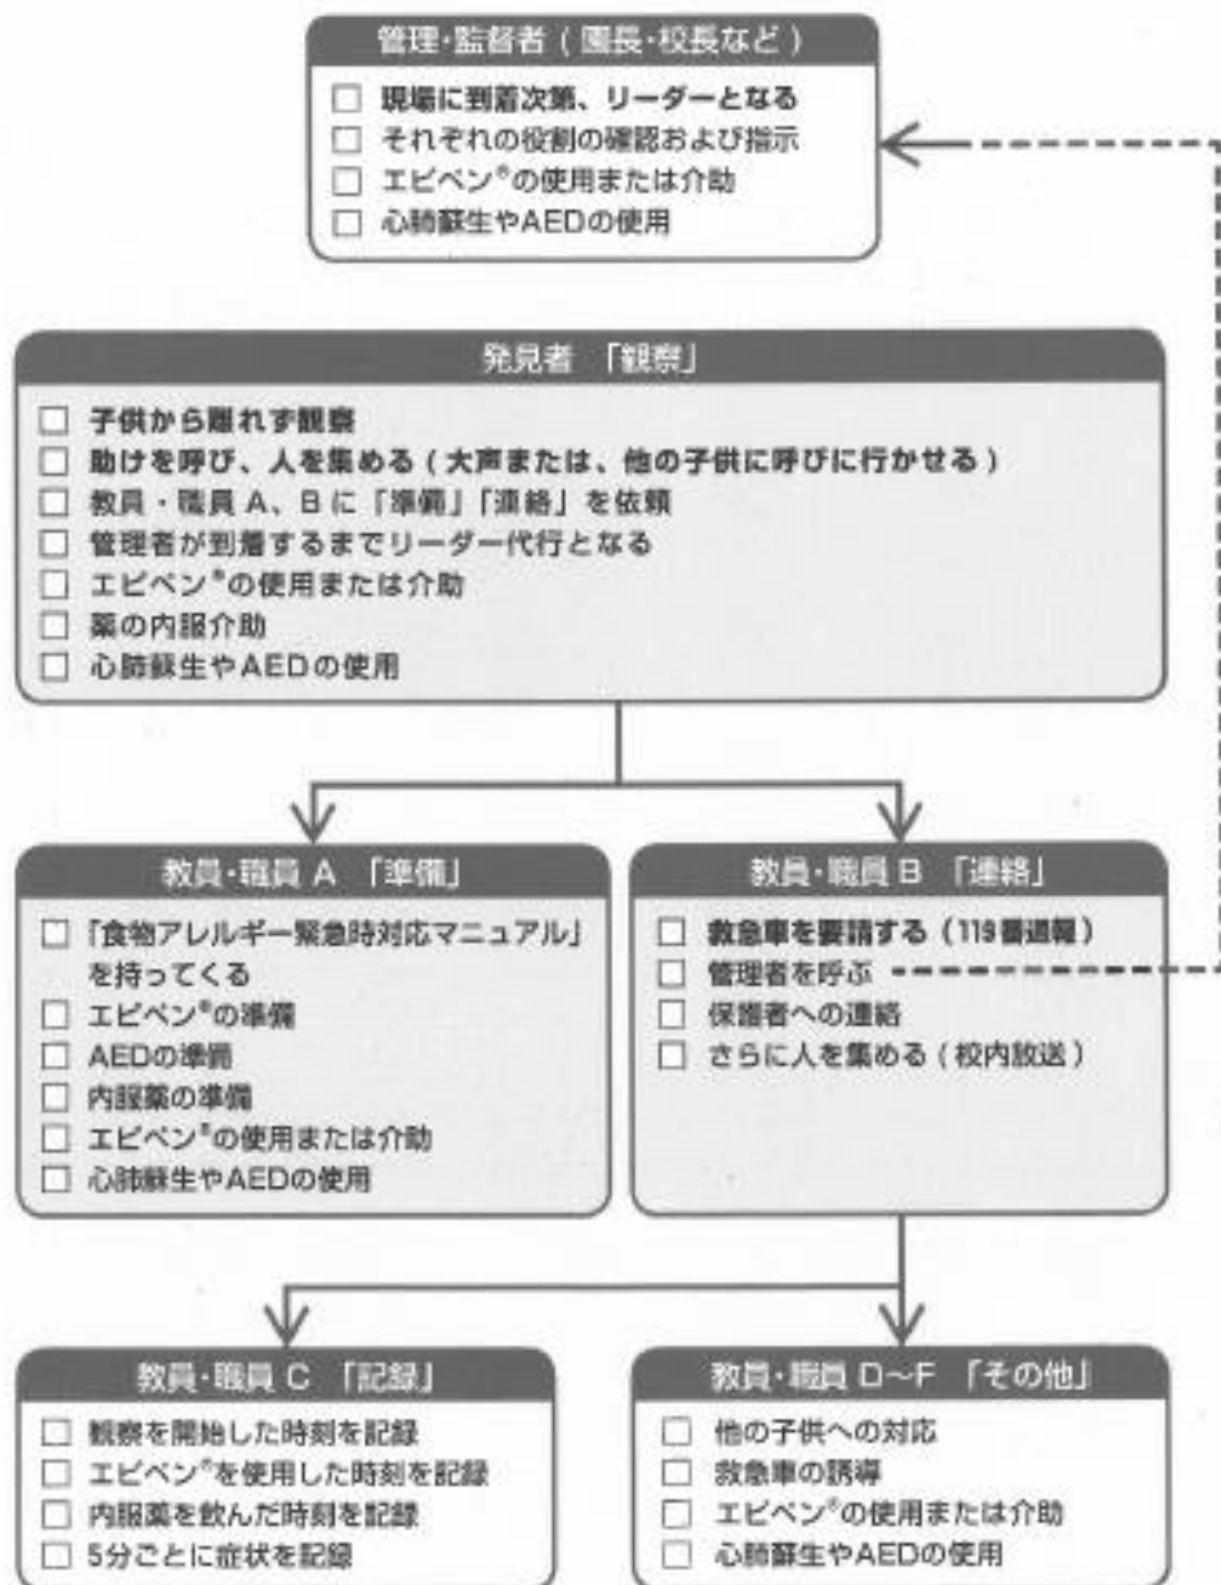 管理・監督者（園長・校長など）
□ 現場に到着次第、リーダーとなる
□ それぞれの役割の確認および指示
□ エピペン®の使用または介助
□ 心肺蘇生やAEDの使用
発見者 「観察」
□ 子供から離れず観察
□ 助けを呼び、人を集める（大声または、他の子供に呼びに行かせる）
□ 教員・職員 A、B に「準備」「連絡」を依頼
□ 管理者が到着するまでリーダー代行となる
□ エピペン®の使用または介助
□ 薬の内服介助
□ 心肺蘇生やAEDの使用
教員・職員 A 「準備」
□ 「食物アレルギー緊急時対応マニュアル」
を持ってくる
□ エピペン®の準備
□ AEDの準備
□ 内服薬の準備
□ エピペン®の使用または介助
□ 心肺蘇生やAEDの使用
教員・職員 B 「連絡」
□ 救急車を要請する（119番通報）
□ 管理者を呼ぶ
□ 保護者への連絡
□ さらに人を集める（校内放送）
教員・職員 C 「記録」
□ 観察を開始した時刻を記録
□ エピペン®を使用した時刻を記録
□ 内服薬を飲んだ時刻を記録
□ 5分ごとに症状を記録
教員・職員 D～F 「その他」
□ 他の子供への対応
□ 救急車の誘導
□ エピペン®の使用または介助
□ 心肺蘇生やAEDの使用